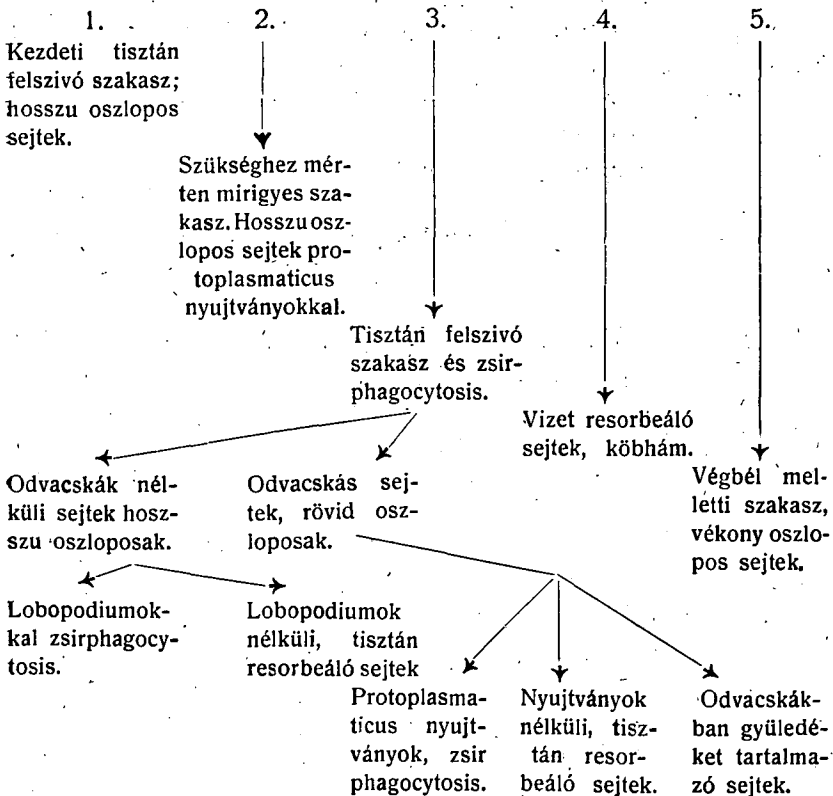 1. 2. 3. 4. 5.
Kezdeti tisztán
felszivó szakasz;
hosszu oszlopos
sejtek.
Szükséghez mér-
ten mirigyes sza-
kasz. Hosszu osz-
lopos sejtek pro-
toplasmaticus
nyujtványokkal.
Tisztán felszivó
szakasz és zsir-
phagocytosis.
Vizet resorbeáló
sejtek, köbhám.
Végbél mel-
letti szakasz,
vékony oszlo-
pos sejtek.
Odvacskák nél-
küli sejtek hosz-
szu oszloposak.
Odvacskás sej-
tek, rövid osz-
loposak.
Lobopodiumok-
kal zsirphagocy-
tosis.
Lobopodiumok
nélküli, tisztán
resorbeáló sejtek
Protoplasma-
ticus nyujt-
ványok, zsir
phagocytosis.
Nyujtványok
nélküli, tisz-
tán resor-
beáló sejtek.
Odvacskák-
ban gyüledé-
ket tartalma-
zó sejtek.